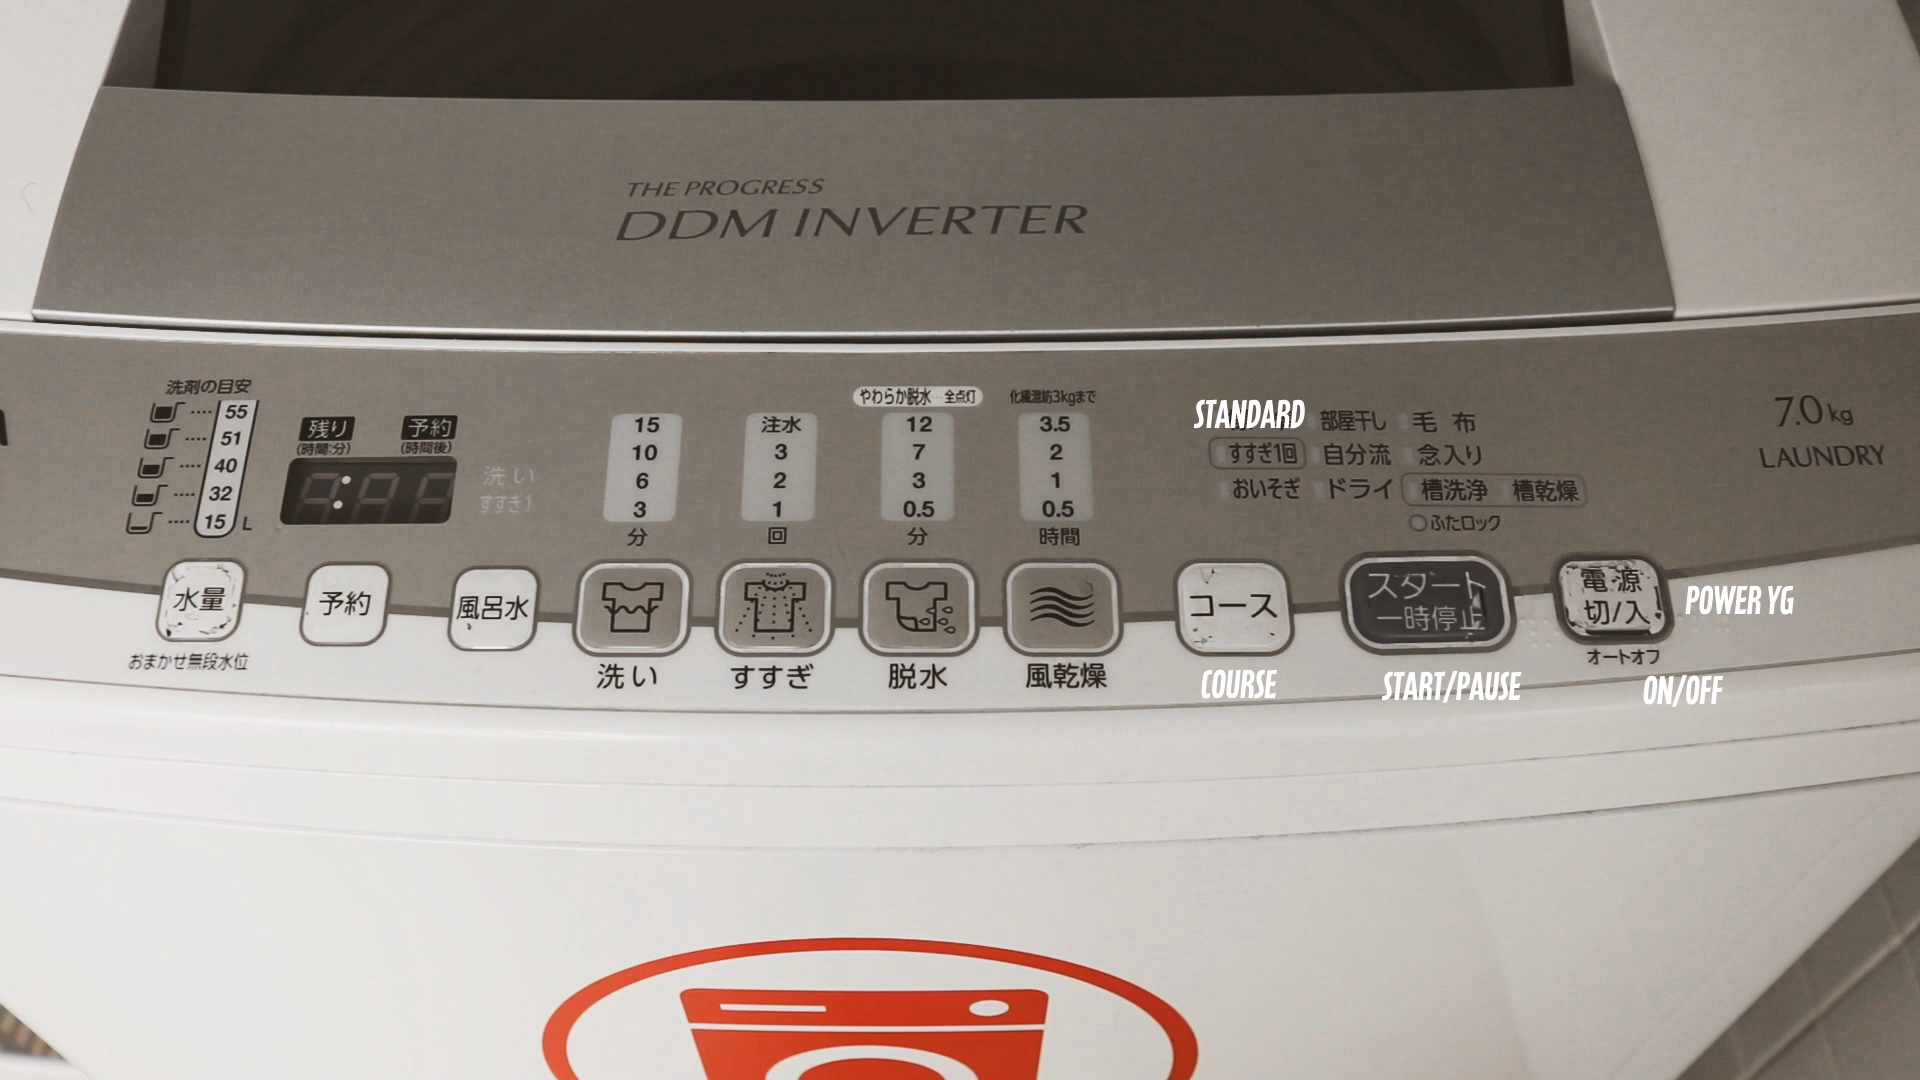 THE PROGRESS
DDM INVERTER
洗剤の目安
55
51
40
32
15 L
残り
(時間:分)
予約
(時間後)
洗い
すすぎ1
15
10
6
3
分
注水
3
2
1
回
やわらか脱水…全点灯
12
7
3
0.5
分
化繊混紡3kgまで
3.5
2
1
0.5
時間
STANDARD 部屋干し 毛布
すすぎ1回 自分流 念入り
おいそぎ ドライ 槽洗浄 槽乾燥
ふたロック
7.0kg
LAUNDRY
水量
おまかせ無段水位
予約
風呂水
洗い
すすぎ
脱水
風乾燥
コース
COURSE
スタート
一時停止
START/PAUSE
電源
切/入
オートオフ
POWER YG
ON/OFF